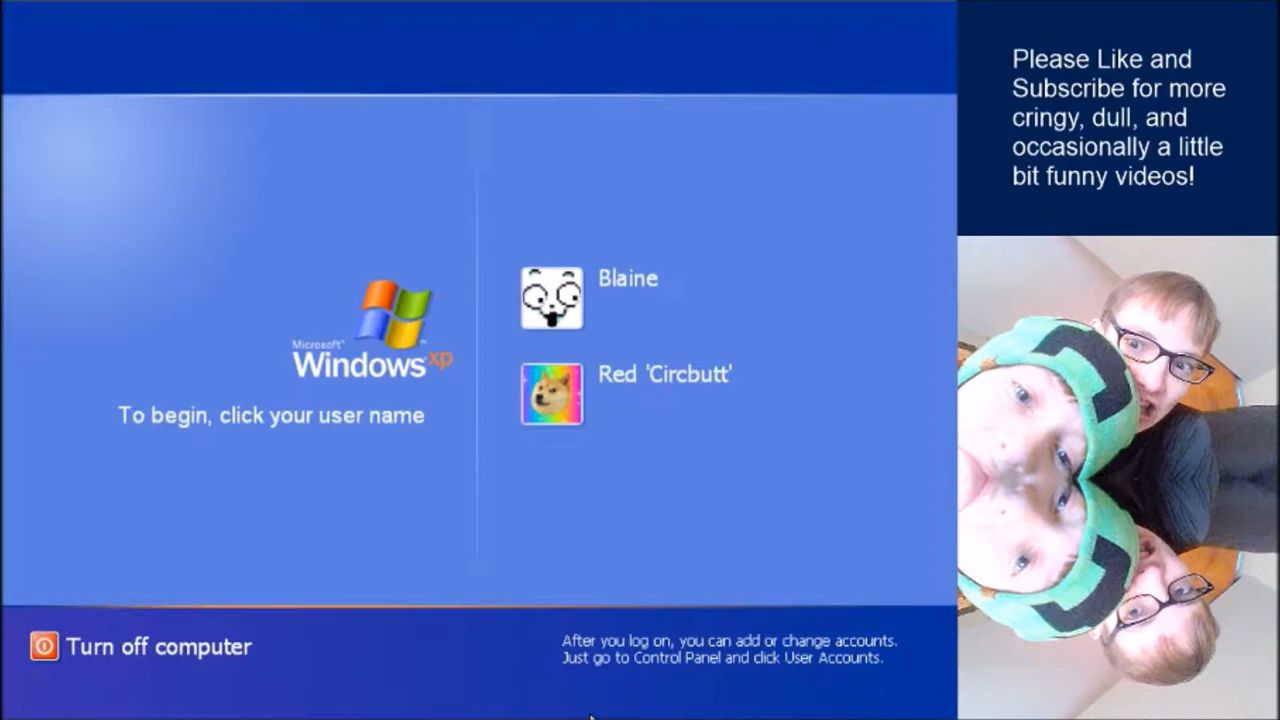 Please Like and
Subscribe for more
cringy, dull, and
occasionally a little
bit funny videos!
Microsoft™
Windows xp™
To begin, click your user name
Blaine
Red 'Circbutt'
Turn off computer
After you log on, you can add or change accounts.
Just go to Control Panel and click User Accounts.